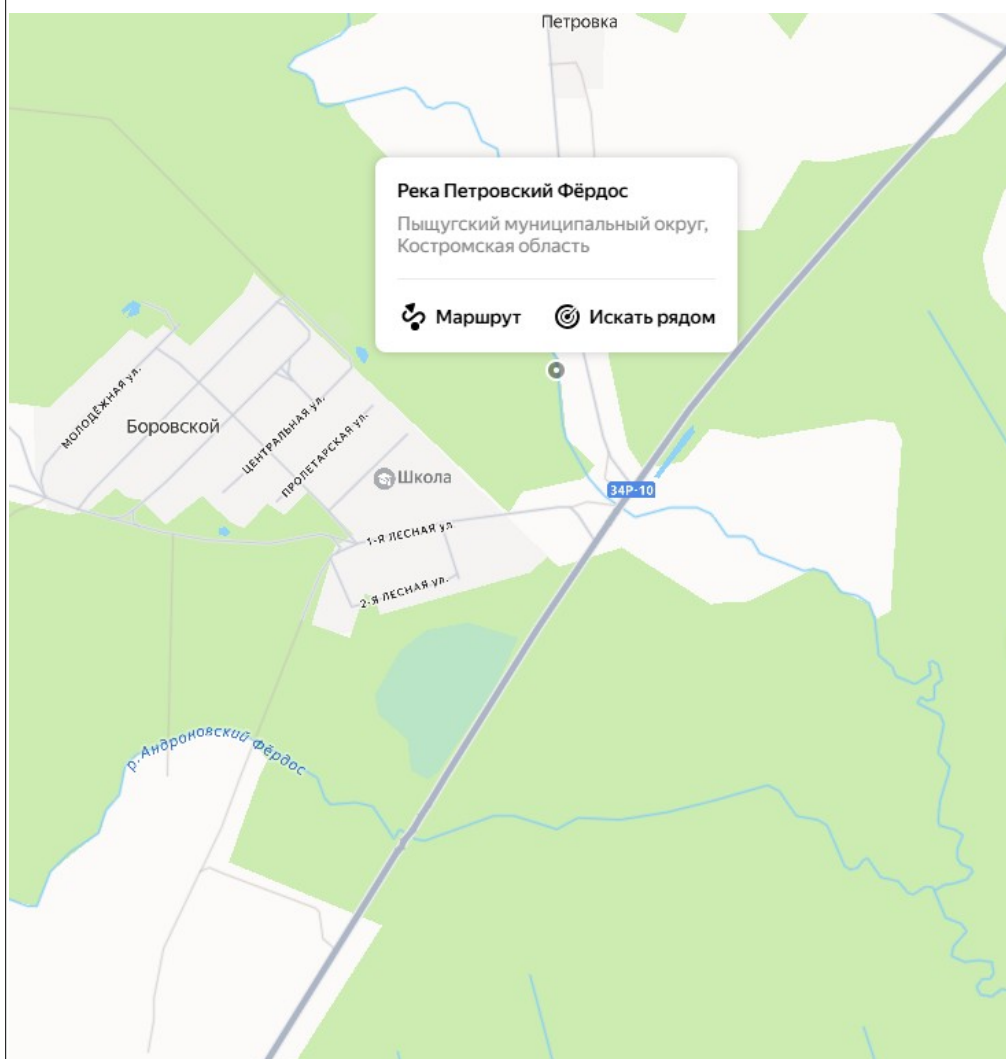 Петровка
Река Петровский Фёрдос
Пыщугский муниципальный округ,
Костромская область
Маршрут
Искать рядом
МОЛОДЁЖНАЯ ул.
Боровской
ЦЕНТРАЛЬНАЯ ул.
ПРОЛЕТАРСКАЯ ул.
Школа
34Р-10
1-Я ЛЕСНАЯ ул
2-Я ЛЕСНАЯ ул.
р. Андроновский Фёрдос